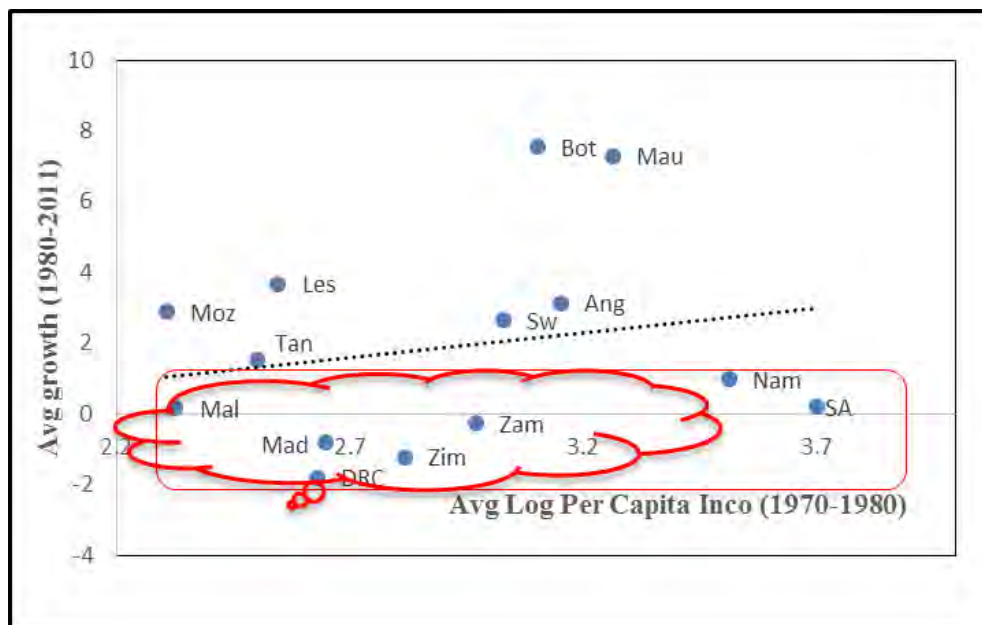 10
8
6
4
2
0
-2
-4
Avg growth (1980-2011)
Bot
Mau
Les
Moz
Ang
Sw
Tan
Nam
Mal
SA
Zam
Mad
Zim
DRC
2.2
2.7
3.2
3.7
Avg Log Per Capita Inco (1970-1980)